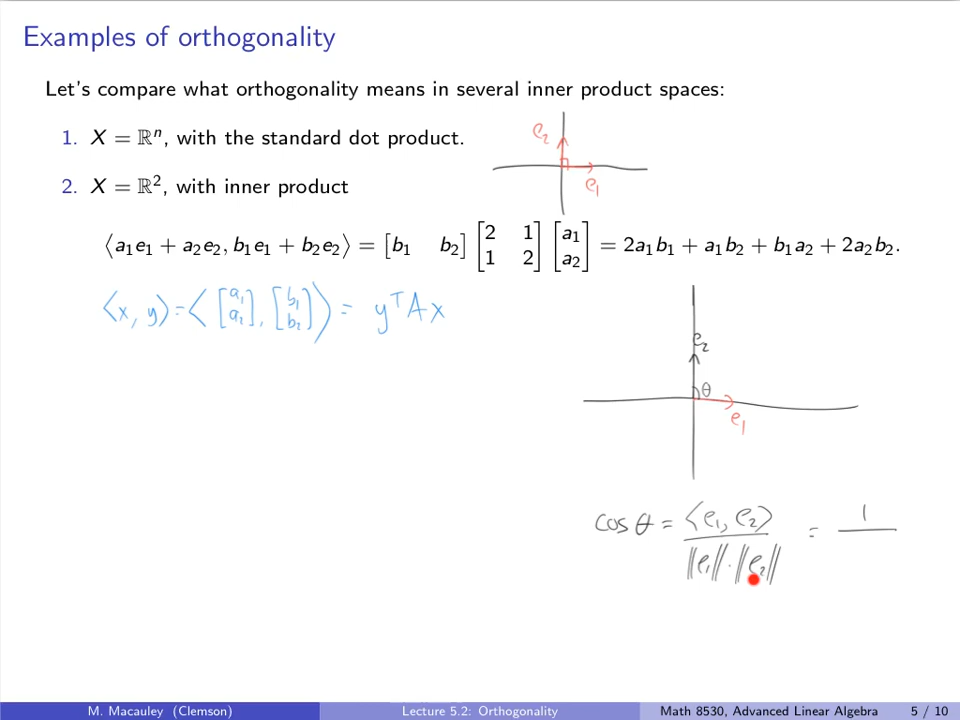 Examples of orthogonality
Let's compare what orthogonality means in several inner product spaces:
1. X = ℝⁿ, with the standard dot product.
e₂
e₁
2. X = ℝ², with inner product
⟨a₁e₁ + a₂e₂, b₁e₁ + b₂e₂⟩ = [b₁ b₂] [2 1; 1 2] [a₁; a₂] = 2a₁b₁ + a₁b₂ + b₁a₂ + 2a₂b₂.
⟨x, y⟩ = ⟨[a₁; a₂], [b₁; b₂]⟩ = yᵀAx
e₂
θ
e₁
cos θ = ⟨e₁, e₂⟩ / ‖e₁‖·‖e₂‖ = 1
M. Macauley (Clemson) Lecture 5.2: Orthogonality Math 8530, Advanced Linear Algebra 5 / 10